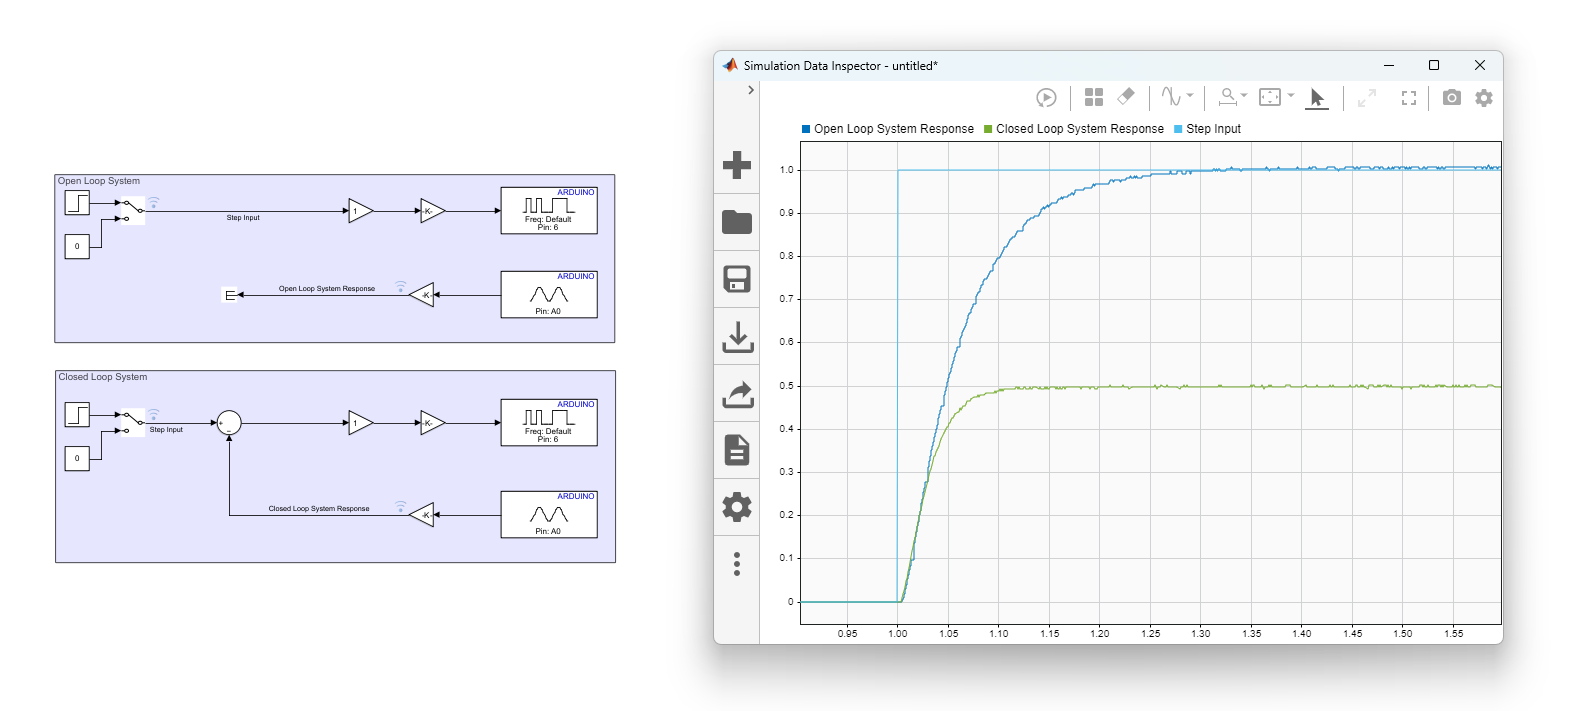 Open Loop System
0
Step Input
1
-K-
ARDUINO
Freq: Default
Pin: 6
Open Loop System Response
-K-
ARDUINO
Pin: A0
Closed Loop System
0
Step Input
+
-
1
-K-
ARDUINO
Freq: Default
Pin: 6
Closed Loop System Response
-K-
ARDUINO
Pin: A0
Simulation Data Inspector - untitled*
Open Loop System Response Closed Loop System Response Step Input
1.0
0.9
0.8
0.7
0.6
0.5
0.4
0.3
0.2
0.1
0
0.95 1.00 1.05 1.10 1.15 1.20 1.25 1.30 1.35 1.40 1.45 1.50 1.55